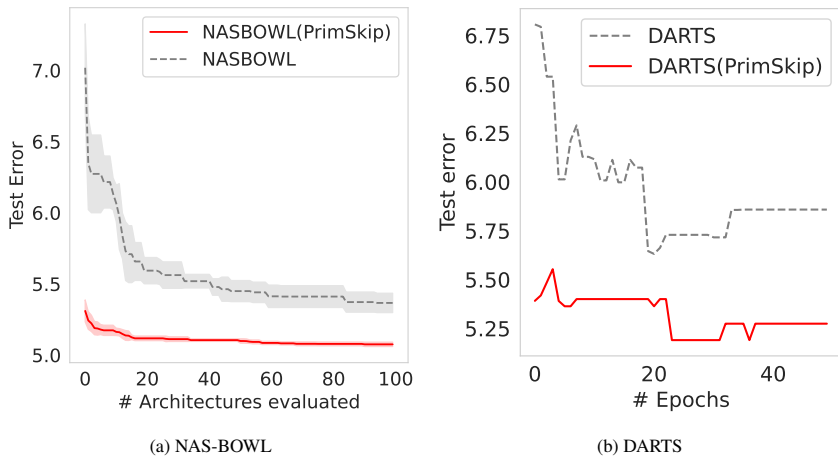 NASBOWL(PrimSkip)
NASBOWL
7.0
6.5
6.0
5.5
5.0
Test Error
0 20 40 60 80 100
# Architectures evaluated
(a) NAS-BOWL
DARTS
DARTS(PrimSkip)
6.75
6.50
6.25
6.00
5.75
5.50
5.25
Test error
0 20 40
# Epochs
(b) DARTS